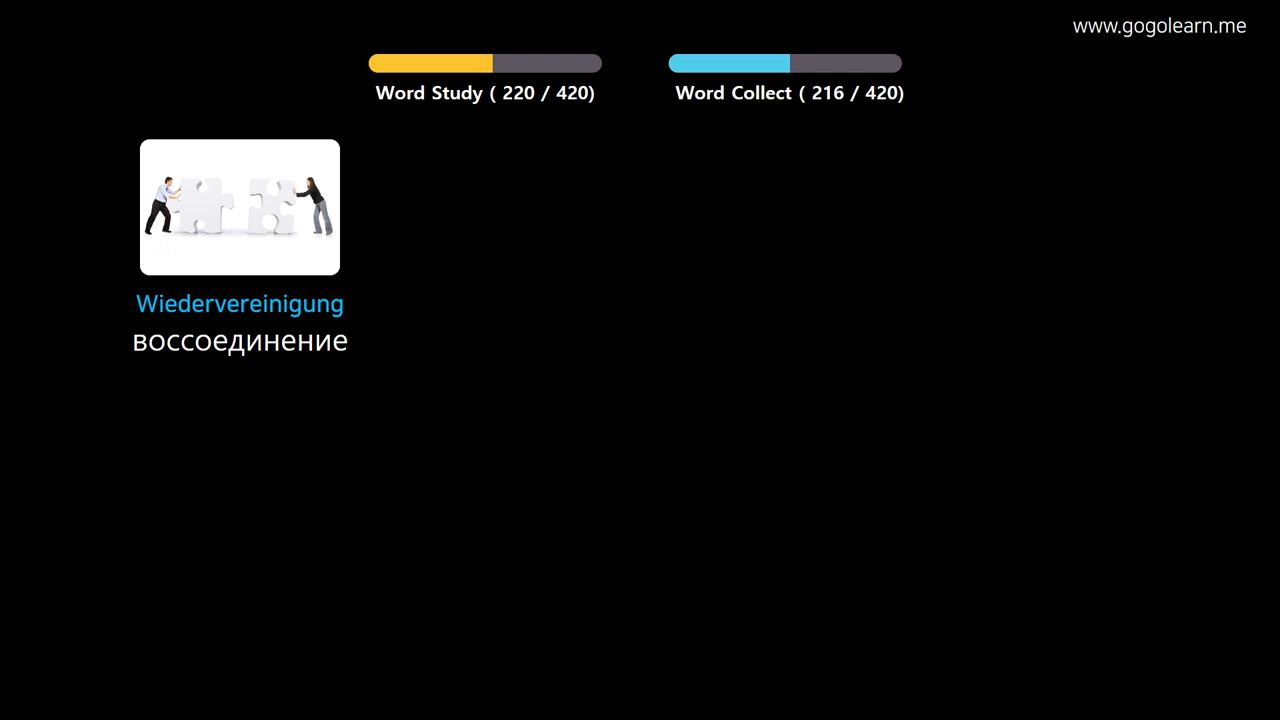 www.gogolearn.me
Word Study ( 220 / 420)
Word Collect ( 216 / 420)
Wiedervereinigung
воссоединение